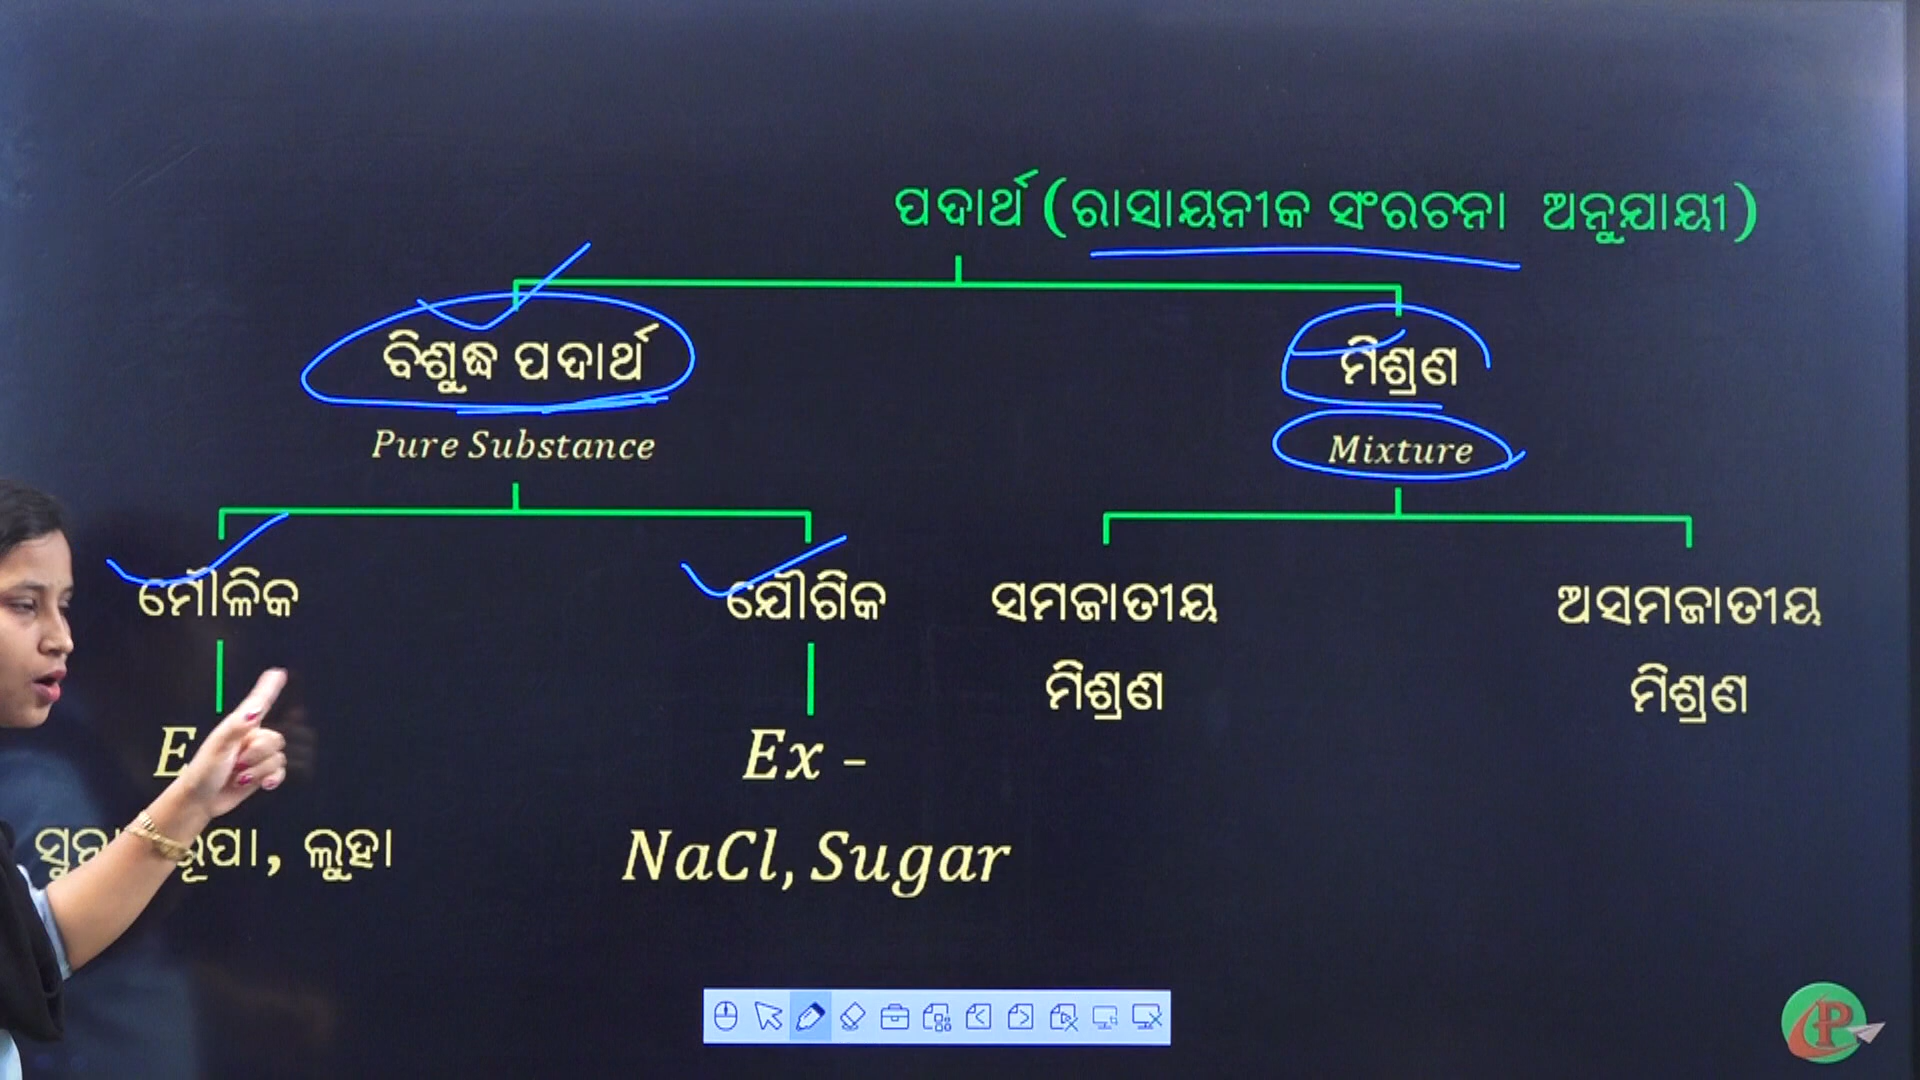 ପଦାର୍ଥ (ରାସାୟନୀକ ସଂରଚନା ଅନୁଯାୟୀ)
ବିଶୁଦ୍ଧ ପଦାର୍ଥ
ମିଶ୍ରଣ
Pure Substance
Mixture
ମୌଳିକ
ଯୌଗିକ
ସମଜାତୀୟ
ମିଶ୍ରଣ
ଅସମଜାତୀୟ
ମିଶ୍ରଣ
Ex –
ଲୁହା
NaCl, Sugar
P